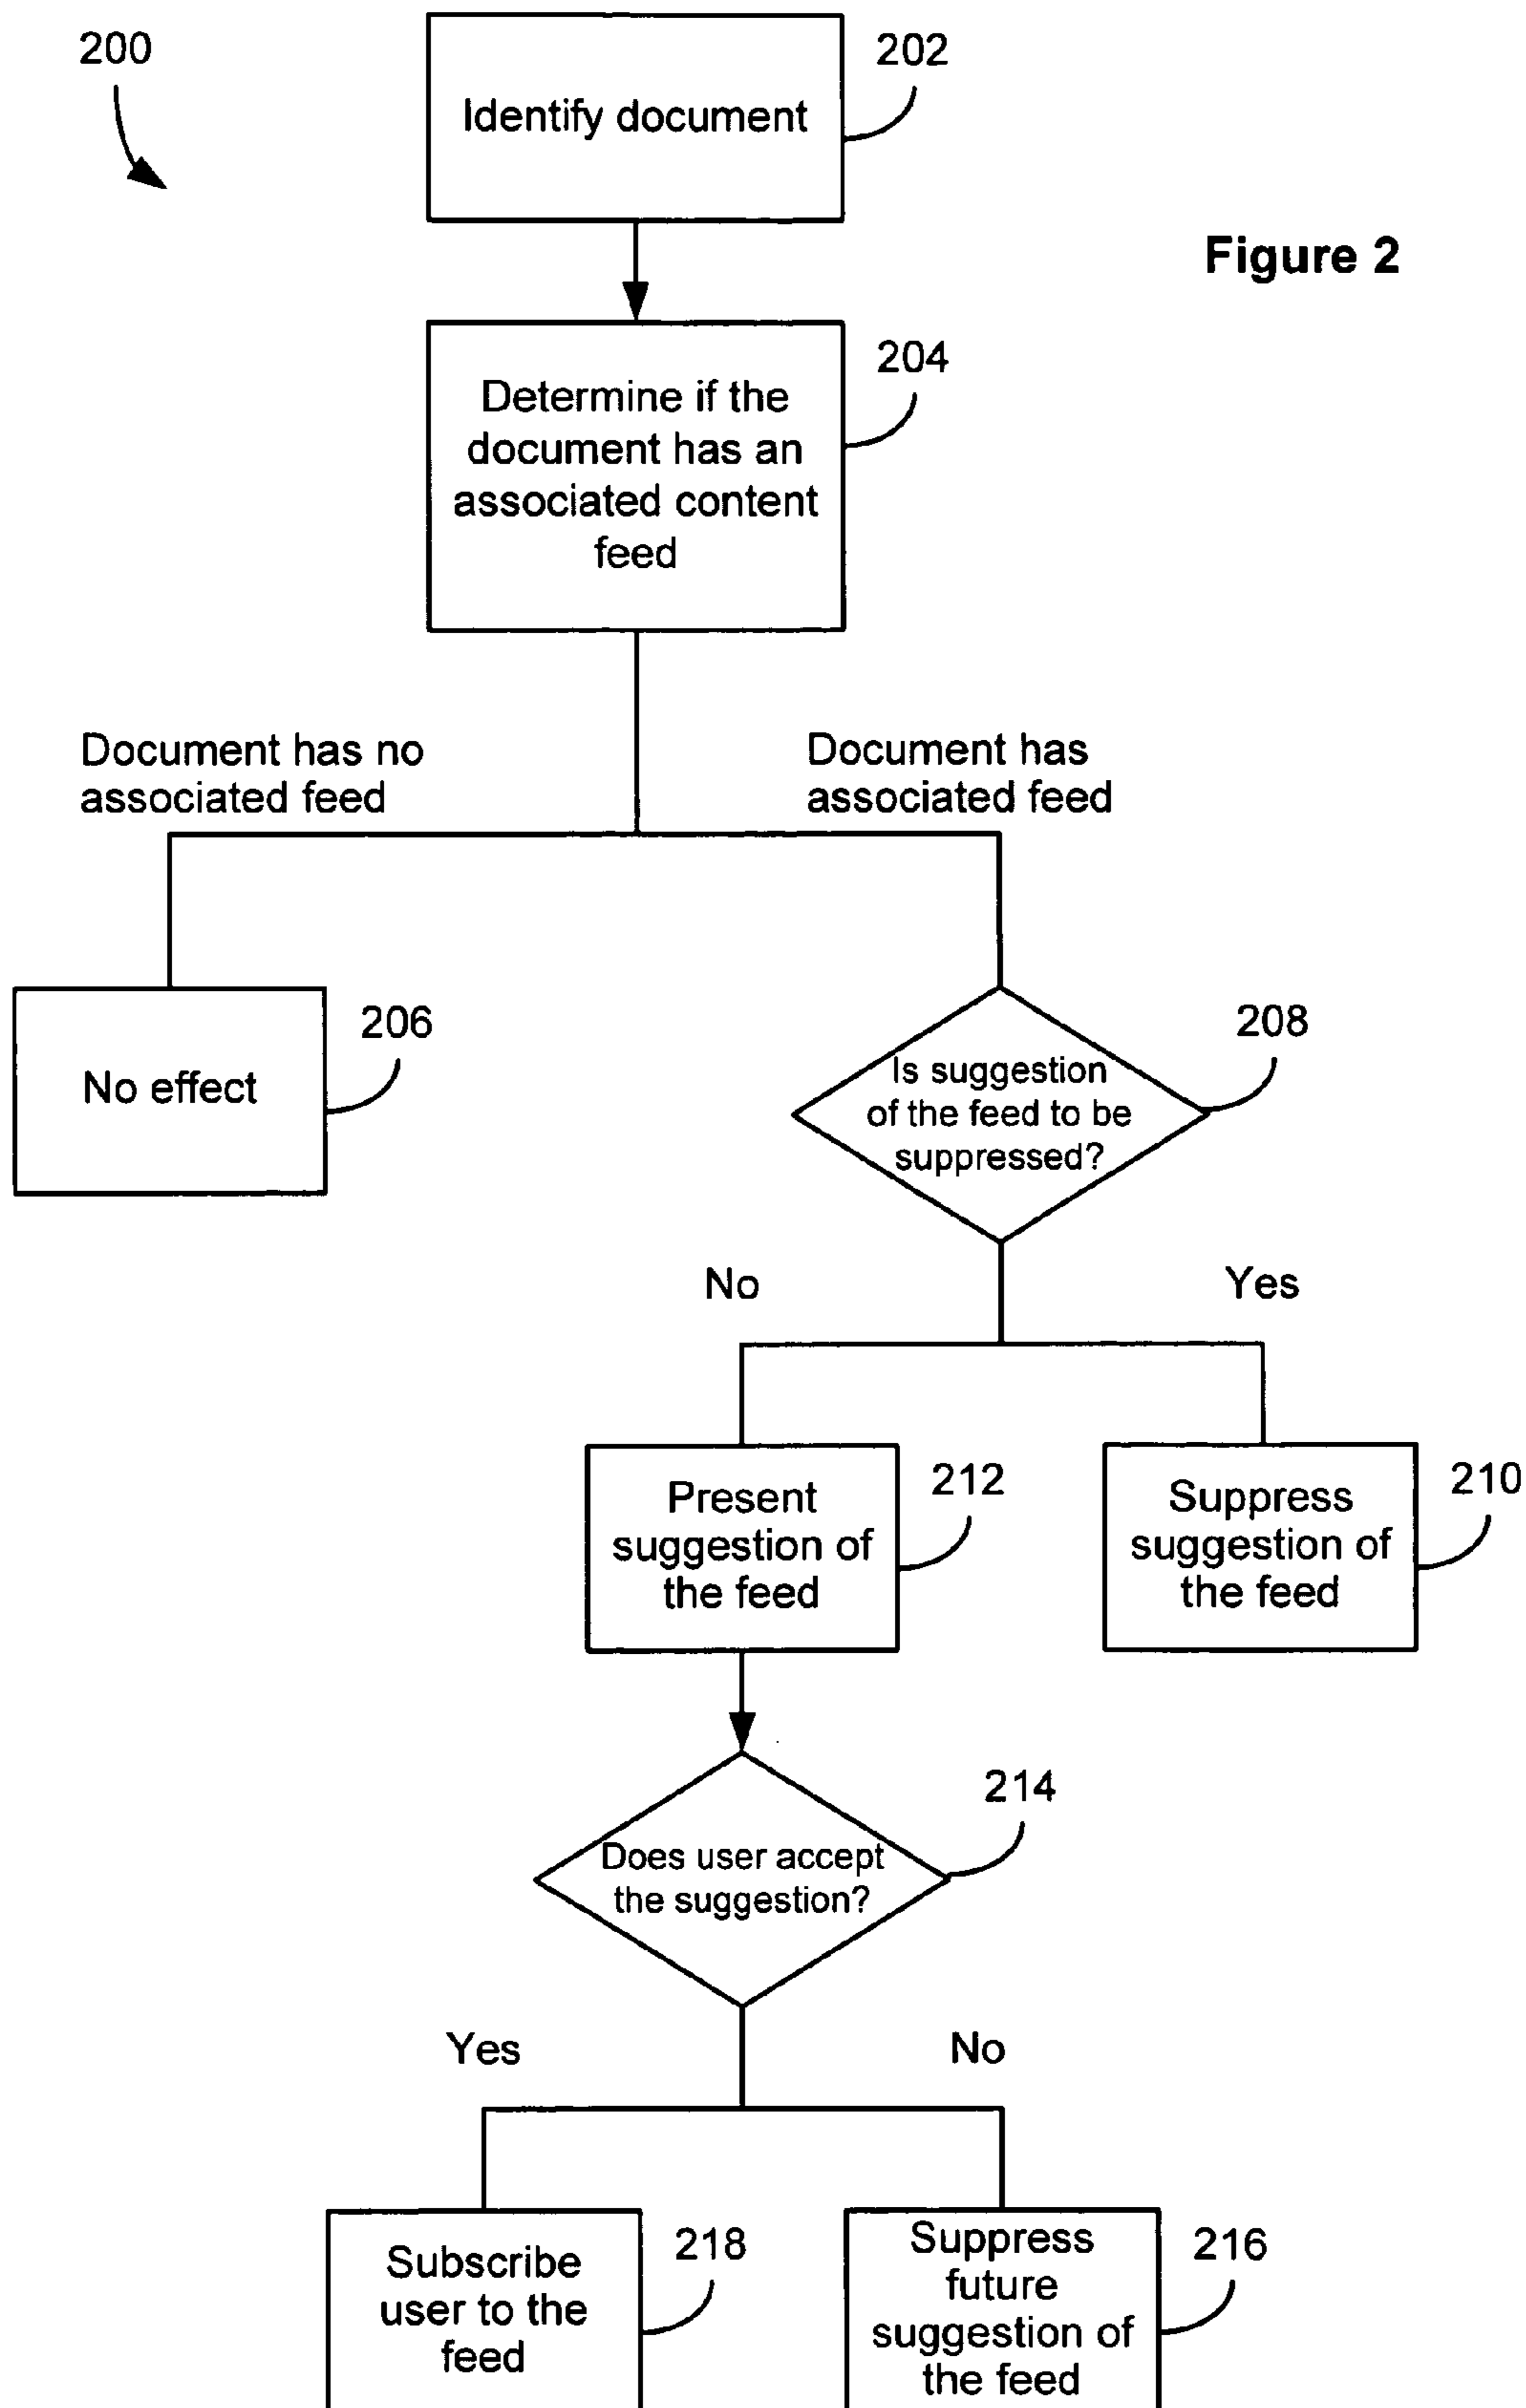 200
202
Identify document
Figure 2
204
Determine if the
document has an
associated content
feed
Document has no
associated feed
Document has
associated feed
206
No effect
208
Is suggestion
of the feed to be
suppressed?
No
Yes
212
Present
suggestion of
the feed
210
Suppress
suggestion of
the feed
214
Does user accept
the suggestion?
Yes
No
218
Subscribe
user to the
feed
216
Suppress
future
suggestion of
the feed